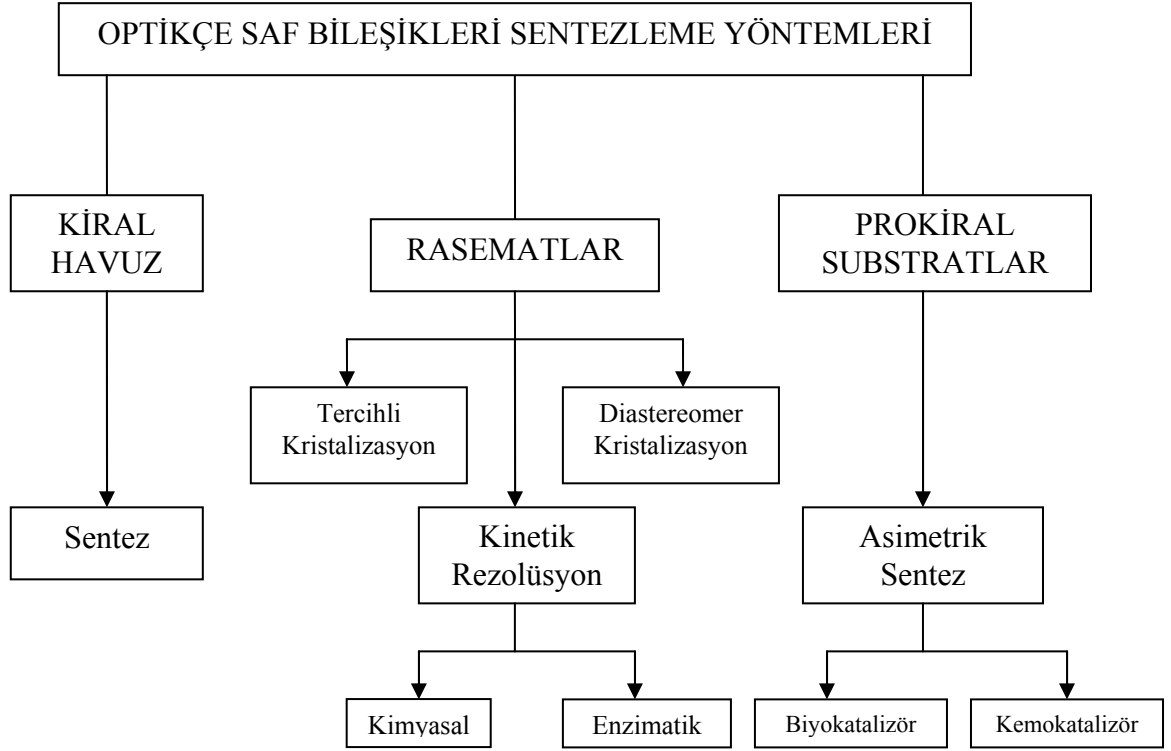 OPTİKÇE SAF BİLEŞİKLERİ SENTEZLEME YÖNTEMLERİ
KİRAL
HAVUZ
RASEMATLAR
PROKİRAL
SUBSTRATLAR
Tercihli
Kristalizasyon
Diastereomer
Kristalizasyon
Sentez
Kinetik
Rezolüsyon
Asimetrik
Sentez
Kimyasal
Enzimatik
Biyokatalizör
Kemokatalizör